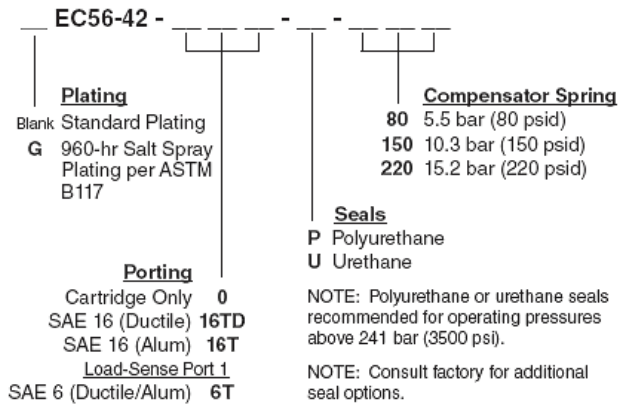 __ EC56-42 - __ __ __ - __ - __ __ __
Plating
Blank Standard Plating
G 960-hr Salt Spray
Plating per ASTM
B117
Porting
Cartridge Only 0
SAE 16 (Ductile) 16TD
SAE 16 (Alum) 16T
Load-Sense Port 1
SAE 6 (Ductile/Alum) 6T
Compensator Spring
80 5.5 bar (80 psid)
150 10.3 bar (150 psid)
220 15.2 bar (220 psid)
Seals
P Polyurethane
U Urethane
NOTE: Polyurethane or urethane seals
recommended for operating pressures
above 241 bar (3500 psi).
NOTE: Consult factory for additional
seal options.